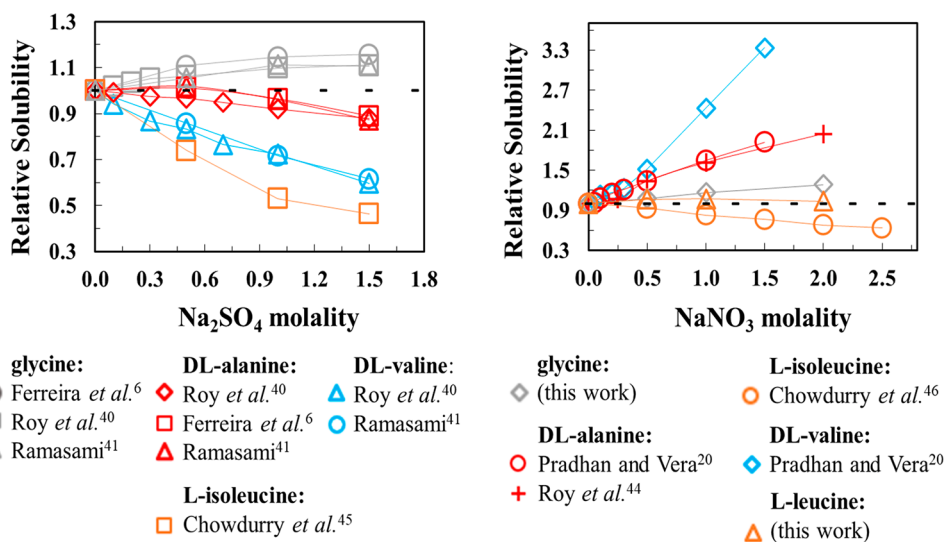 1.3
1.1
0.9
0.7
0.5
0.3
Relative Solubility
0.0 0.3 0.6 0.9 1.2 1.5 1.8
Na₂SO₄ molality
3.3
2.7
2.1
1.5
0.9
0.3
Relative Solubility
0.0 0.5 1.0 1.5 2.0 2.5
NaNO₃ molality
glycine:
Ferreira et al.⁶
Roy et al.⁴⁰
Ramasami⁴¹
DL-alanine:
Roy et al.⁴⁰
Ferreira et al.⁶
Ramasami⁴¹
DL-valine:
Roy et al.⁴⁰
Ramasami⁴¹
L-isoleucine:
Chowdurry et al.⁴⁵
glycine:
(this work)
DL-alanine:
Pradhan and Vera²⁰
Roy et al.⁴⁴
L-isoleucine:
Chowdurry et al.⁴⁶
DL-valine:
Pradhan and Vera²⁰
L-leucine:
(this work)